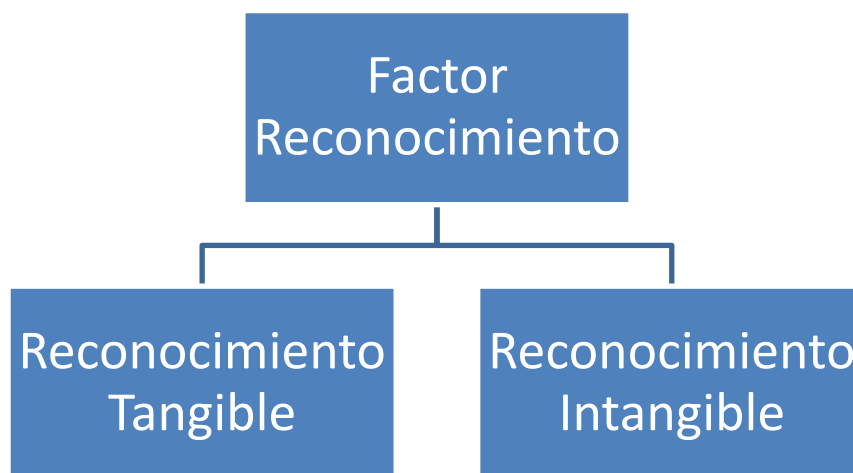 Factor
Reconocimiento
Reconocimiento
Tangible
Reconocimiento
Intangible